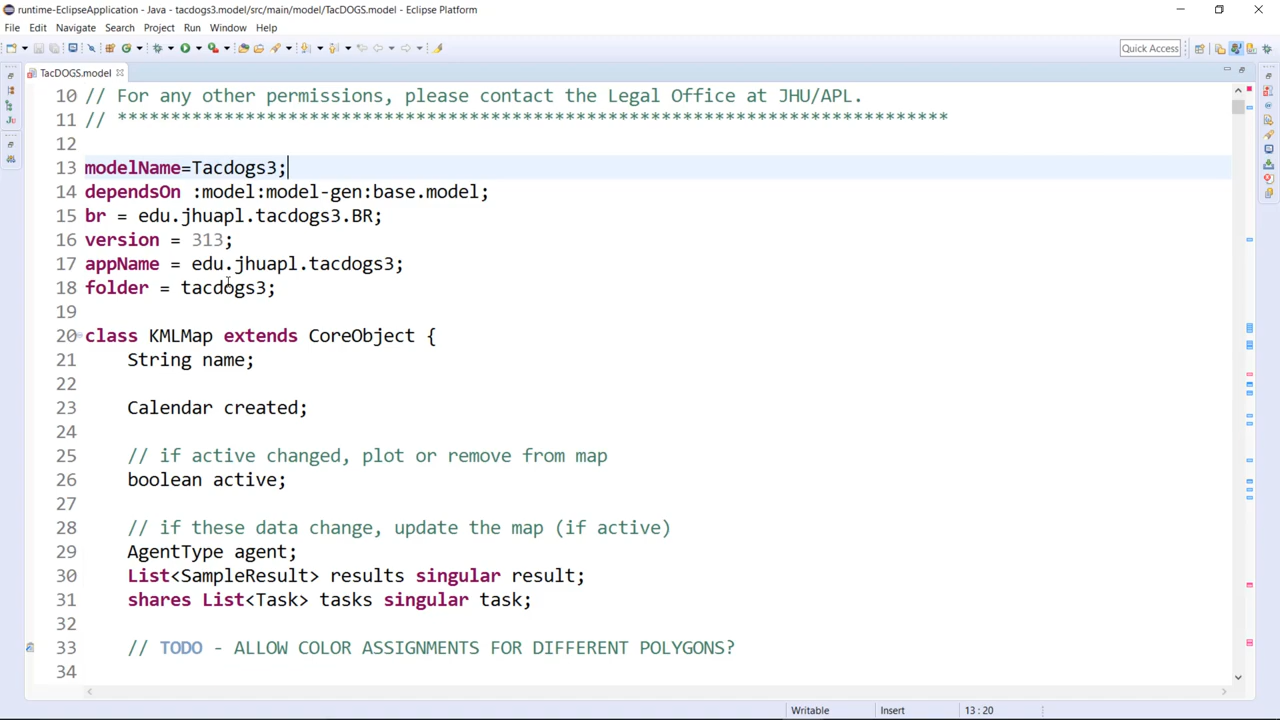 runtime-EclipseApplication - Java - tacdogs3.model/src/main/model/TacDOGS.model - Eclipse Platform
File Edit Navigate Search Project Run Window Help
Quick Access
TacDOGS.model
10 // For any other permissions, please contact the Legal Office at JHU/APL.
11 // ******************************************************************************
12
13 modelName=Tacdogs3;
14 dependsOn :model:model-gen:base.model;
15 br = edu.jhuapl.tacdogs3.BR;
16 version = 313;
17 appName = edu.jhuapl.tacdogs3;
18 folder = tacdogs3;
19
20 class KMLMap extends CoreObject {
21 String name;
22
23 Calendar created;
24
25 // if active changed, plot or remove from map
26 boolean active;
27
28 // if these data change, update the map (if active)
29 AgentType agent;
30 List<SampleResult> results singular result;
31 shares List<Task> tasks singular task;
32
33 // TODO - ALLOW COLOR ASSIGNMENTS FOR DIFFERENT POLYGONS?
34
Writable Insert 13 : 20